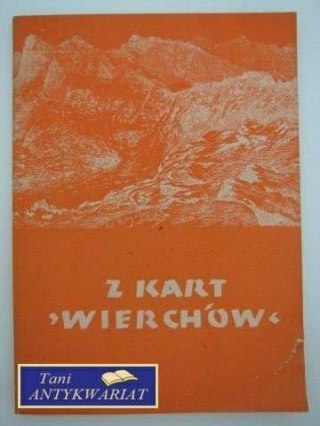 Z KART
›WIERCHÓW‹
Tani
ANTYKWARIAT